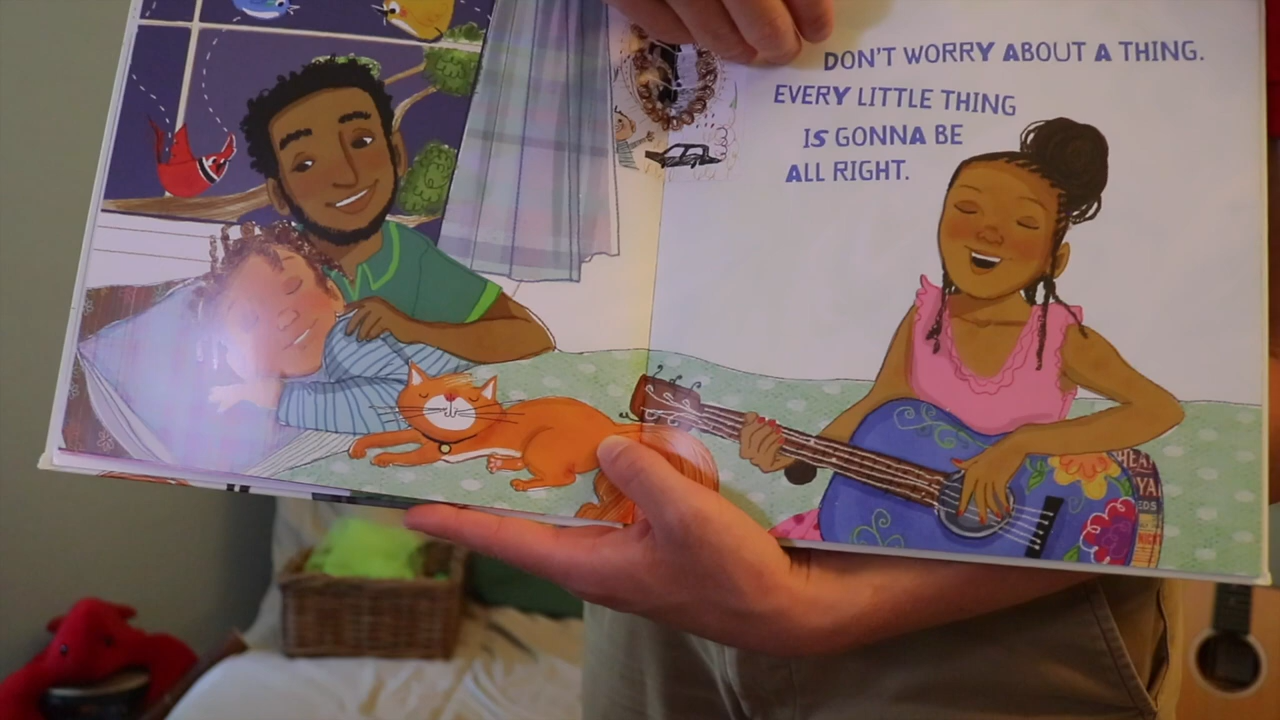 DON'T WORRY ABOUT A THING.
EVERY LITTLE THING
IS GONNA BE
ALL RIGHT.